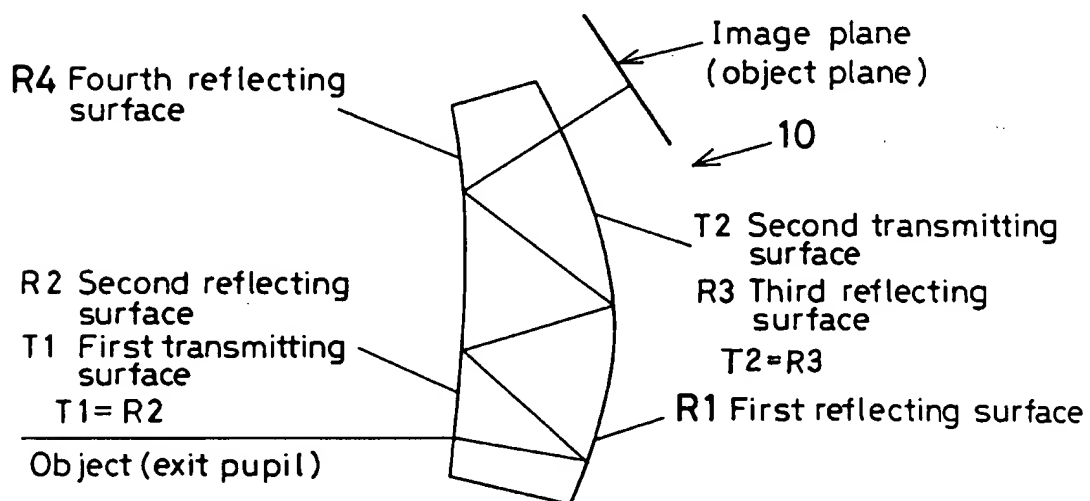 Image plane
(object plane)
10
R4 Fourth reflecting
surface
T2 Second transmitting
surface
R3 Third reflecting
surface
T2=R3
R1 First reflecting surface
R2 Second reflecting
surface
T1 First transmitting
surface
T1=R2
Object (exit pupil)